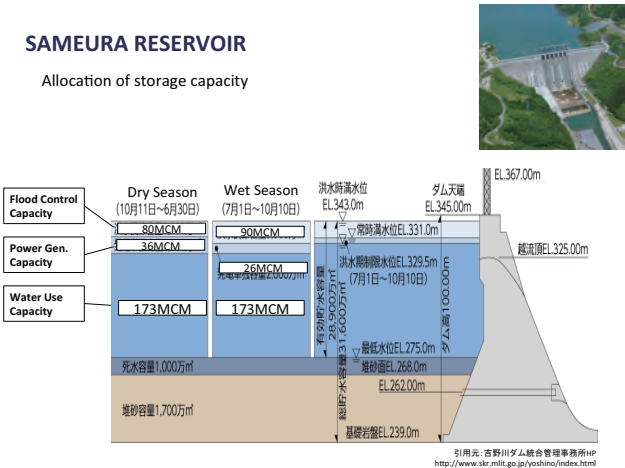 SAMEURA RESERVOIR
Allocation of storage capacity
EL.367.00m
Dry Season
(10月11日~6月30日)
Wet Season
(7月1日~10月10日)
洪水時満水位
EL.343.0m
ダム天端
EL.345.00m
Flood Control
Capacity
80MCM
90MCM
常時満水位EL.331.0m
Power Gen.
Capacity
36MCM
越流頂EL.325.00m
洪水期制限水位EL.329.5m
(7月1日~10月10日)
26MCM
Water Use
Capacity
173MCM
173MCM
有効貯水容量
28,900万㎥
総貯水容量31,600万㎥
ダム高100.00m
最低水位EL.275.0m
死水容量1,000万㎥
堆砂面EL.268.0m
EL.262.00m
堆砂容量1,700万㎥
基礎岩盤EL.239.0m
引用元:吉野川ダム統合管理事務所HP
http://www.skr.mlit.go.jp/yoshino/index.html